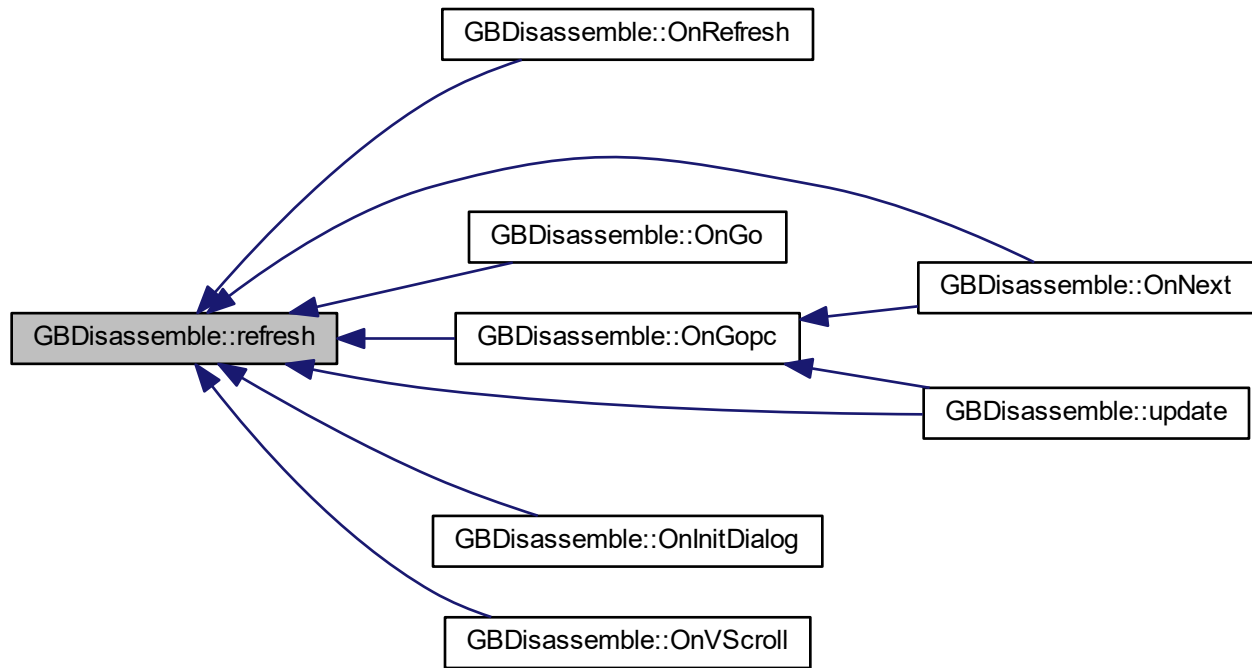 GBDisassemble::OnRefresh
GBDisassemble::OnGo
GBDisassemble::OnNext
GBDisassemble::refresh
GBDisassemble::OnGopc
GBDisassemble::update
GBDisassemble::OnInitDialog
GBDisassemble::OnVScroll